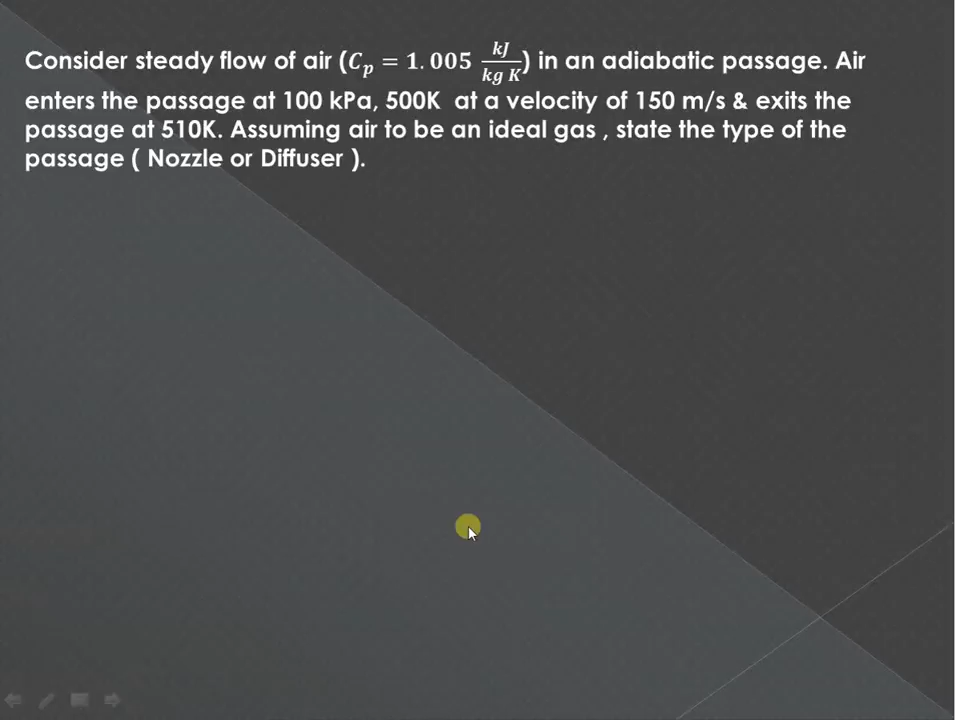 Consider steady flow of air (𝑪𝒑 = 𝟏.𝟎𝟎𝟓 𝒌𝑱/𝒌𝒈 𝑲) in an adiabatic passage. Air
enters the passage at 100 kPa, 500K at a velocity of 150 m/s & exits the
passage at 510K. Assuming air to be an ideal gas , state the type of the
passage ( Nozzle or Diffuser ).